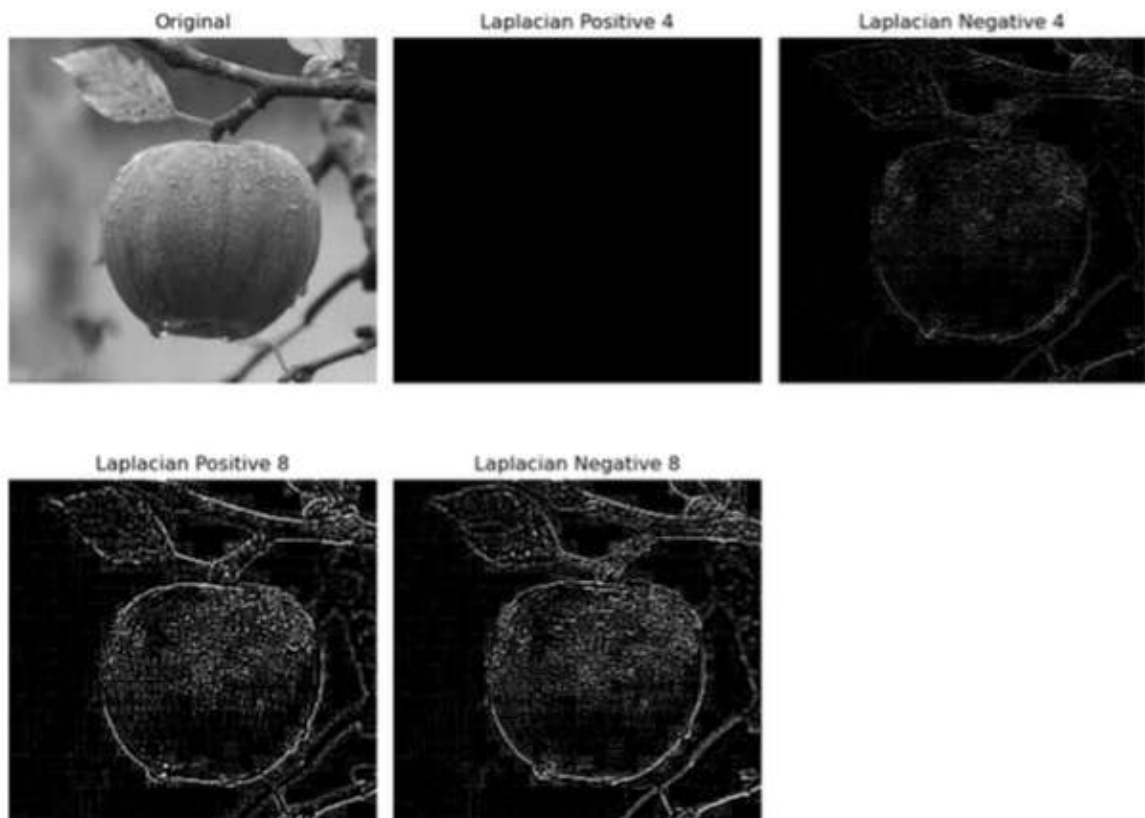 Original
Laplacian Positive 4
Laplacian Negative 4
Laplacian Positive 8
Laplacian Negative 8